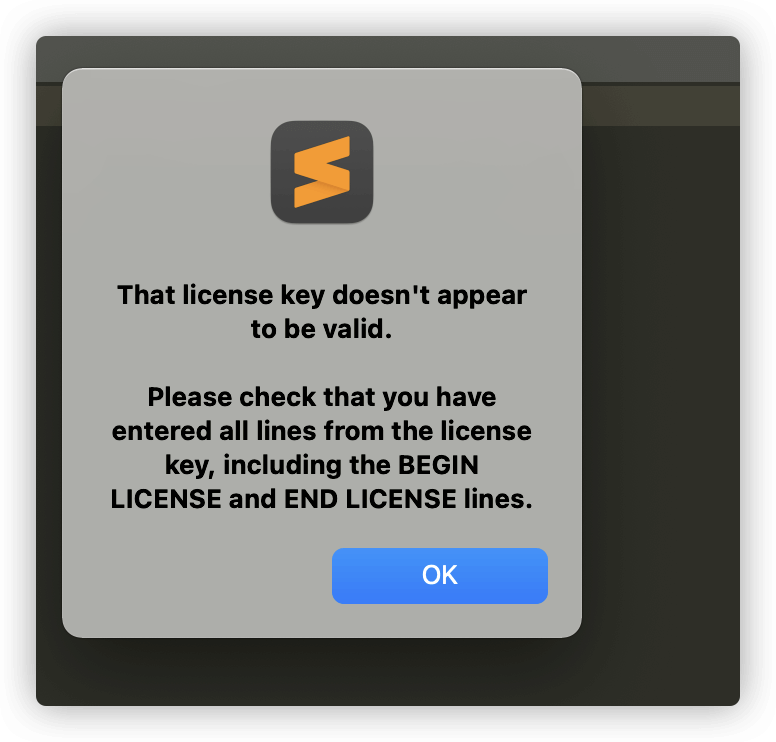 That license key doesn't appear
to be valid.
Please check that you have
entered all lines from the license
key, including the BEGIN
LICENSE and END LICENSE lines.
OK